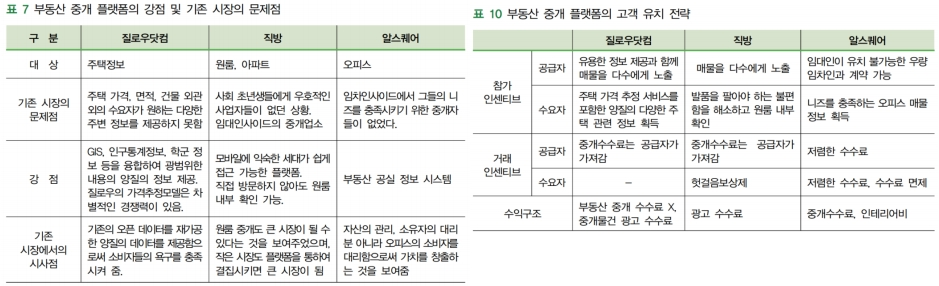 표 7 부동산 중개 플랫폼의 강점 및 기존 시장의 문제점
구 분 질로우닷컴 직방 알스퀘어
대 상 주택정보 원룸, 아파트 오피스
기존 시장의
문제점
주택 가격, 면적, 건물 외관
외의 수요자가 원하는 다양한
주변 정보를 제공하지 못함
사회 초년생들에게 우호적인
사업자들이 없던 상황.
임대인사이드의 중개업소
임차인사이드에서 그들의 니
즈를 충족시키기 위한 중개자
들이 없었다.
강 점
GIS, 인구통계정보, 학군 정
보 등을 융합하여 광범위한
내용의 양질의 정보 제공.
질로우의 가격추정모델은 차
별적인 경쟁력이 있음.
모바일에 익숙한 세대가 쉽게
접근 가능한 플랫폼.
직접 방문하지 않아도 원룸
내부 확인 가능.
부동산 공실 정보 시스템
기존
시장에서의
시사점
기존의 오픈 데이터를 재가공
한 양질의 데이터를 제공함으
로써 소비자들의 욕구를 충족
시켜 줌.
원룸 중개도 큰 시장이 될 수
있다는 것을 보여주었으며,
작은 시장도 플랫폼을 통하여
결집시키면 큰 시장이 됨
자산의 관리, 소유자의 대리
분 아니라 오피스의 소비자를
대리함으로써 가치를 창출하
는 것을 보여줌
표 10 부동산 중개 플랫폼의 고객 유치 전략
질로우닷컴 직방 알스퀘어
참가
인센티브
공급자
유용한 정보 제공과 함께
매물을 다수에게 노출
매물을 다수에게 노출
임대인이 유치 불가능한 우량
임차인과 계약 가능
수요자
주택 가격 추정 서비스를
포함한 양질의 다양한 주
택 관련 정보 획득
발품을 팔아야 하는 불편
함을 해소하고 원룸 내부
확인
니즈를 충족하는 오피스 매물
정보 획득
거래
인센티브
공급자
중개수수료는 공급자가
가져감
중개수수료는 공급자가
가져감
저렴한 수수료
수요자 – 헛걸음보상제 저렴한 수수료, 수수료 면제
수익구조
부동산 중개 수수료 X,
중개물건 광고 수수료
광고 수수료
중개수수료, 인테리어비